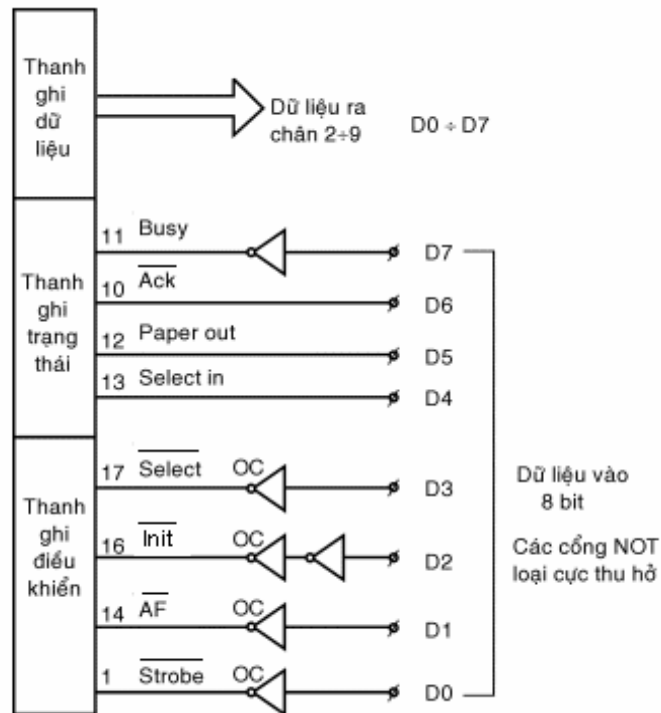 Thanh
ghi
dữ
liệu
Dữ liệu ra
chân 2÷9
D0 ÷ D7
Thanh
ghi
trạng
thái
11 Busy D7
10 Ack D6
12 Paper out D5
13 Select in D4
Thanh
ghi
điều
khiển
17 Select OC D3
16 Init OC D2
14 AF OC D1
1 Strobe OC D0
Dữ liệu vào
8 bit
Các cổng NOT
loại cực thu hở